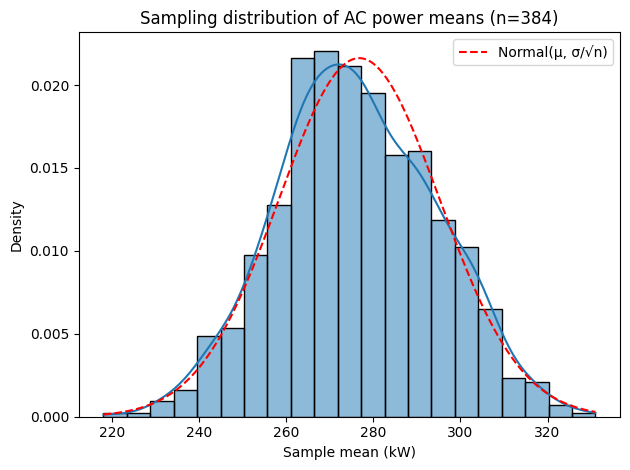 Sampling distribution of AC power means (n=384)
Normal(μ, σ/√n)
Density
0.020
0.015
0.010
0.005
0.000
220 240 260 280 300 320
Sample mean (kW)